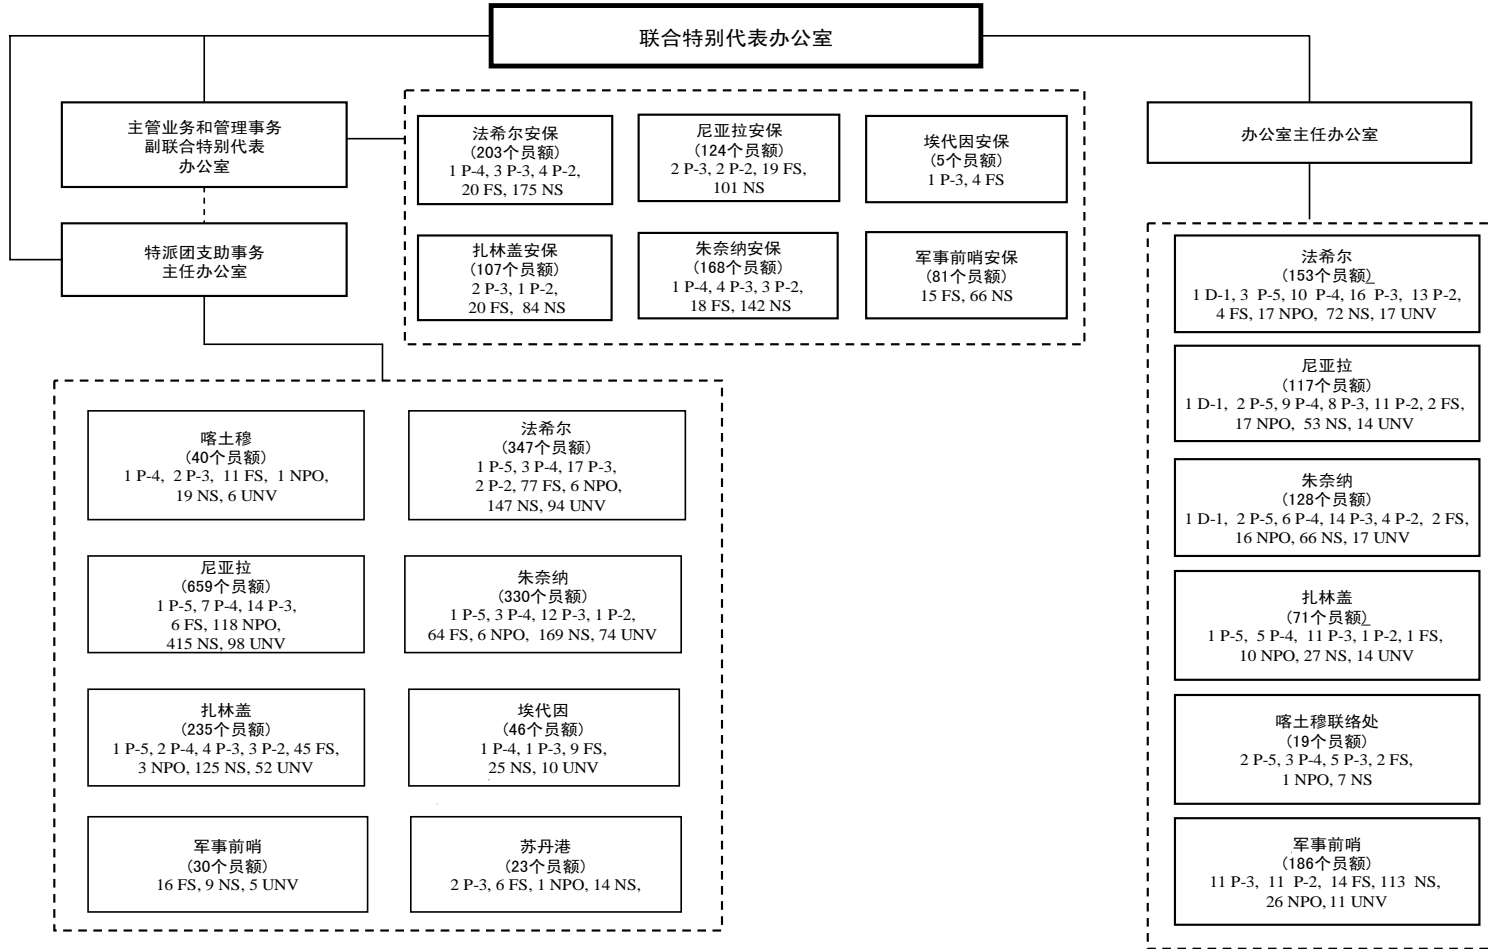 联合特别代表办公室
主管业务和管理事务
副联合特别代表
办公室
特派团支助事务
主任办公室
法希尔安保
(203个员额)
1 P-4, 3 P-3, 4 P-2,
20 FS, 175 NS
尼亚拉安保
(124个员额)
2 P-3, 2 P-2, 19 FS,
101 NS
埃代因安保
(5个员额)
1 P-3, 4 FS
扎林盖安保
(107个员额)
2 P-3, 1 P-2,
20 FS, 84 NS
朱奈纳安保
(168个员额)
1 P-4, 4 P-3, 3 P-2,
18 FS, 142 NS
军事前哨安保
(81个员额)
15 FS, 66 NS
办公室主任办公室
法希尔
(153个员额)
1 D-1, 3 P-5, 10 P-4, 16 P-3, 13 P-2,
4 FS, 17 NPO, 72 NS, 17 UNV
尼亚拉
(117个员额)
1 D-1, 2 P-5, 9 P-4, 8 P-3, 11 P-2, 2 FS,
17 NPO, 53 NS, 14 UNV
朱奈纳
(128个员额)
1 D-1, 2 P-5, 6 P-4, 14 P-3, 4 P-2, 2 FS,
16 NPO, 66 NS, 17 UNV
扎林盖
(71个员额)
1 P-5, 5 P-4, 11 P-3, 1 P-2, 1 FS,
10 NPO, 27 NS, 14 UNV
喀土穆联络处
(19个员额)
2 P-5, 3 P-4, 5 P-3, 2 FS,
1 NPO, 7 NS
军事前哨
(186个员额)
11 P-3, 11 P-2, 14 FS, 113 NS,
26 NPO, 11 UNV
喀土穆
(40个员额)
1 P-4, 2 P-3, 11 FS, 1 NPO,
19 NS, 6 UNV
法希尔
(347个员额)
1 P-5, 3 P-4, 17 P-3,
2 P-2, 77 FS, 6 NPO,
147 NS, 94 UNV
尼亚拉
(659个员额)
1 P-5, 7 P-4, 14 P-3,
6 FS, 118 NPO,
415 NS, 98 UNV
朱奈纳
(330个员额)
1 P-5, 3 P-4, 12 P-3, 1 P-2,
64 FS, 6 NPO, 169 NS, 74 UNV
扎林盖
(235个员额)
1 P-5, 2 P-4, 4 P-3, 3 P-2, 45 FS,
3 NPO, 125 NS, 52 UNV
埃代因
(46个员额)
1 P-4, 1 P-3, 9 FS,
25 NS, 10 UNV
军事前哨
(30个员额)
16 FS, 9 NS, 5 UNV
苏丹港
(23个员额)
2 P-3, 6 FS, 1 NPO, 14 NS,